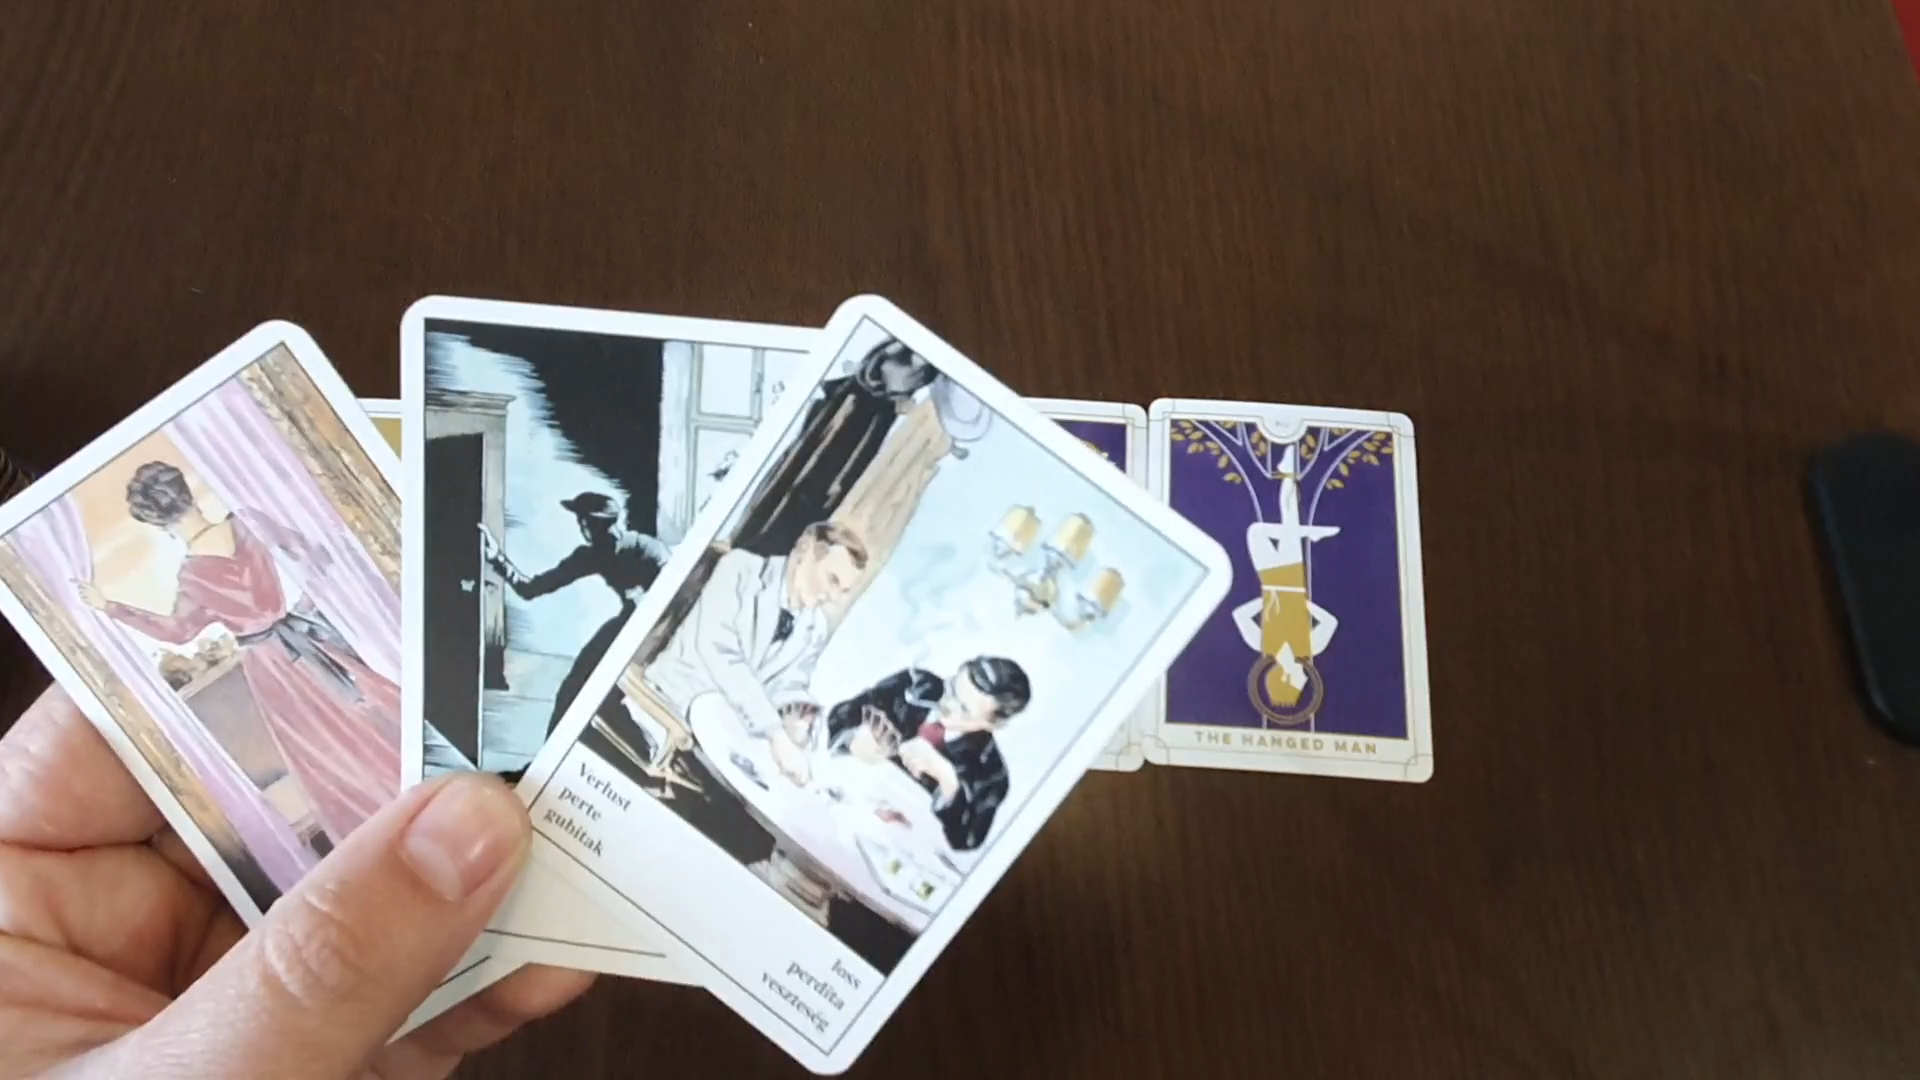 Verlust
perte
gubitak
loss
perdita
veszteség
THE HANGED MAN